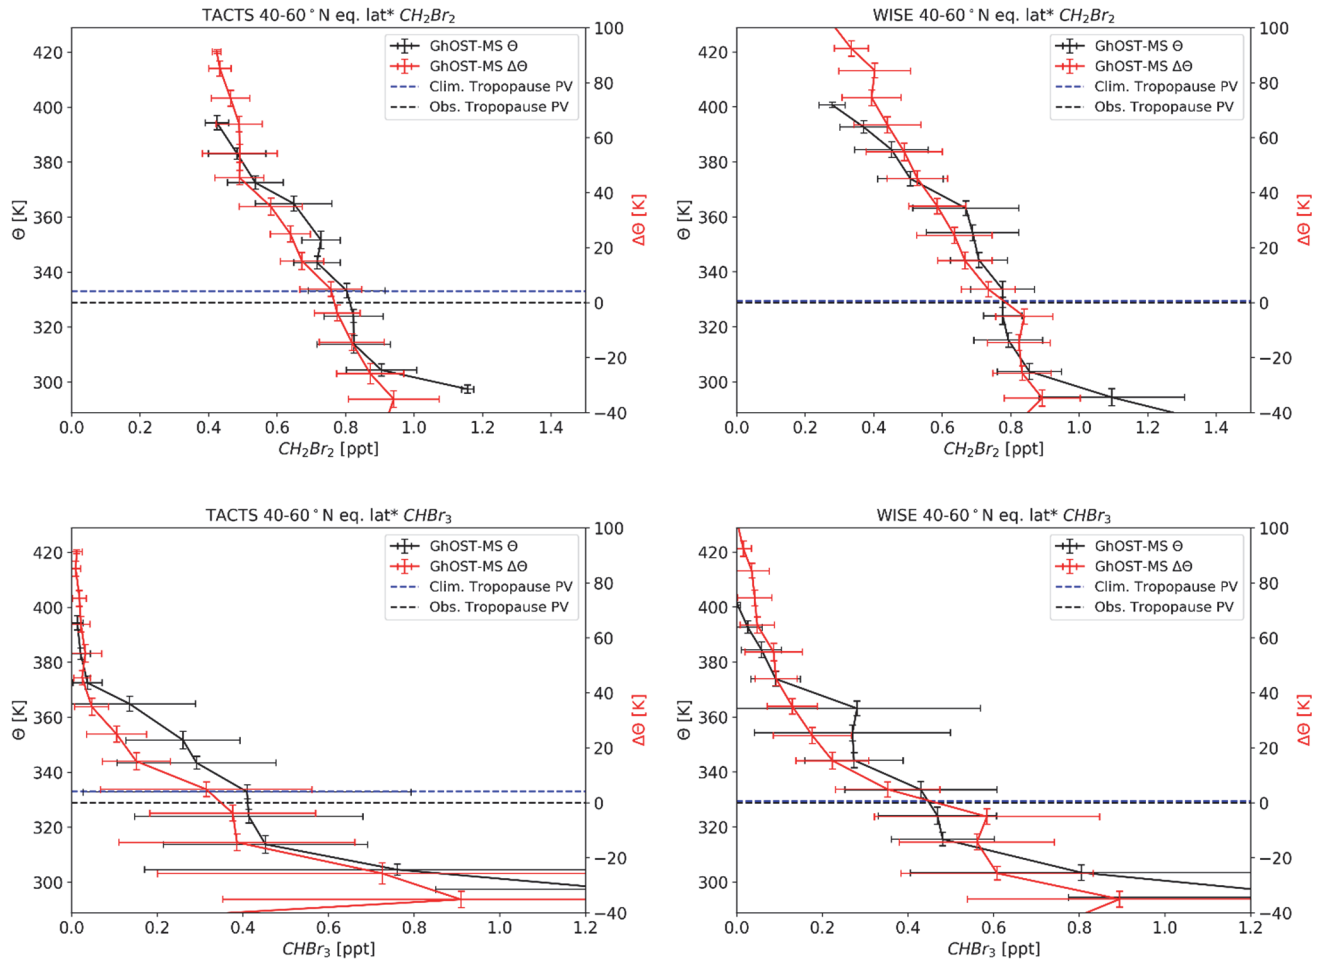 TACTS 40-60°N eq. lat* CH₂Br₂
420
400
380
360
340
320
300
Θ [K]
100
80
60
40
20
0
−20
−40
ΔΘ [K]
0.0 0.2 0.4 0.6 0.8 1.0 1.2 1.4
CH₂Br₂ [ppt]
GhOST-MS Θ
GhOST-MS ΔΘ
Clim. Tropopause PV
Obs. Tropopause PV
WISE 40-60°N eq. lat* CH₂Br₂
420
400
380
360
340
320
300
Θ [K]
100
80
60
40
20
0
−20
−40
ΔΘ [K]
0.0 0.2 0.4 0.6 0.8 1.0 1.2 1.4
CH₂Br₂ [ppt]
GhOST-MS Θ
GhOST-MS ΔΘ
Clim. Tropopause PV
Obs. Tropopause PV
TACTS 40-60°N eq. lat* CHBr₃
420
400
380
360
340
320
300
Θ [K]
100
80
60
40
20
0
−20
−40
ΔΘ [K]
0.0 0.2 0.4 0.6 0.8 1.0 1.2
CHBr₃ [ppt]
GhOST-MS Θ
GhOST-MS ΔΘ
Clim. Tropopause PV
Obs. Tropopause PV
WISE 40-60°N eq. lat* CHBr₃
420
400
380
360
340
320
300
Θ [K]
100
80
60
40
20
0
−20
−40
ΔΘ [K]
0.0 0.2 0.4 0.6 0.8 1.0 1.2
CHBr₃ [ppt]
GhOST-MS Θ
GhOST-MS ΔΘ
Clim. Tropopause PV
Obs. Tropopause PV